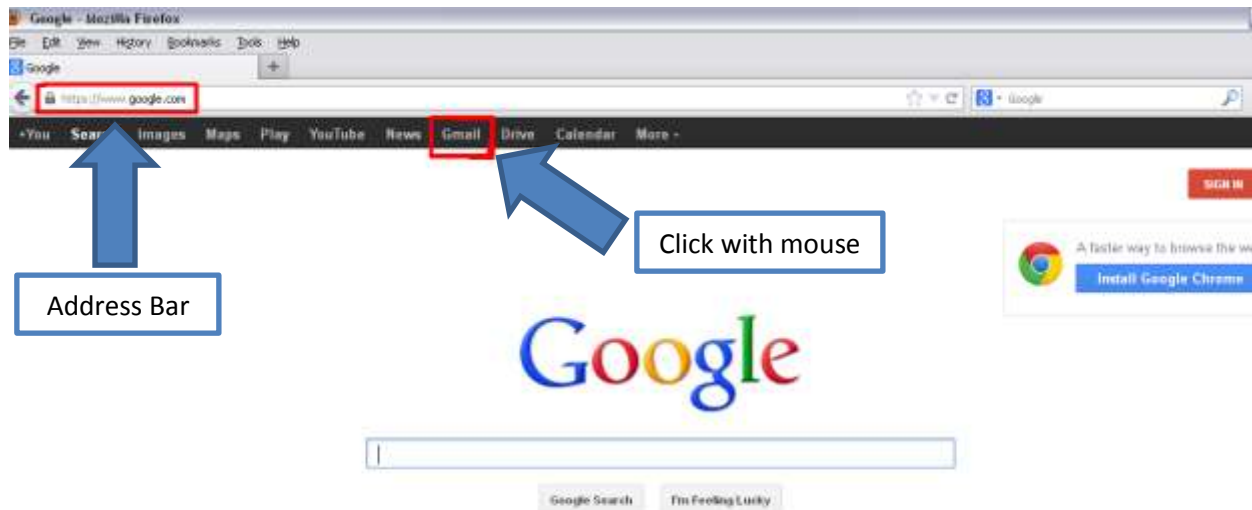 Google - Mozilla Firefox
File Edit View History Bookmarks Tools Help
Google +
https://www.google.com Google
+You Sear Images Maps Play YouTube News Gmail Drive Calendar More
SIGN IN
Click with mouse
A faster way to browse the we
Install Google Chrome
Address Bar
Google
Google Search I'm Feeling Lucky